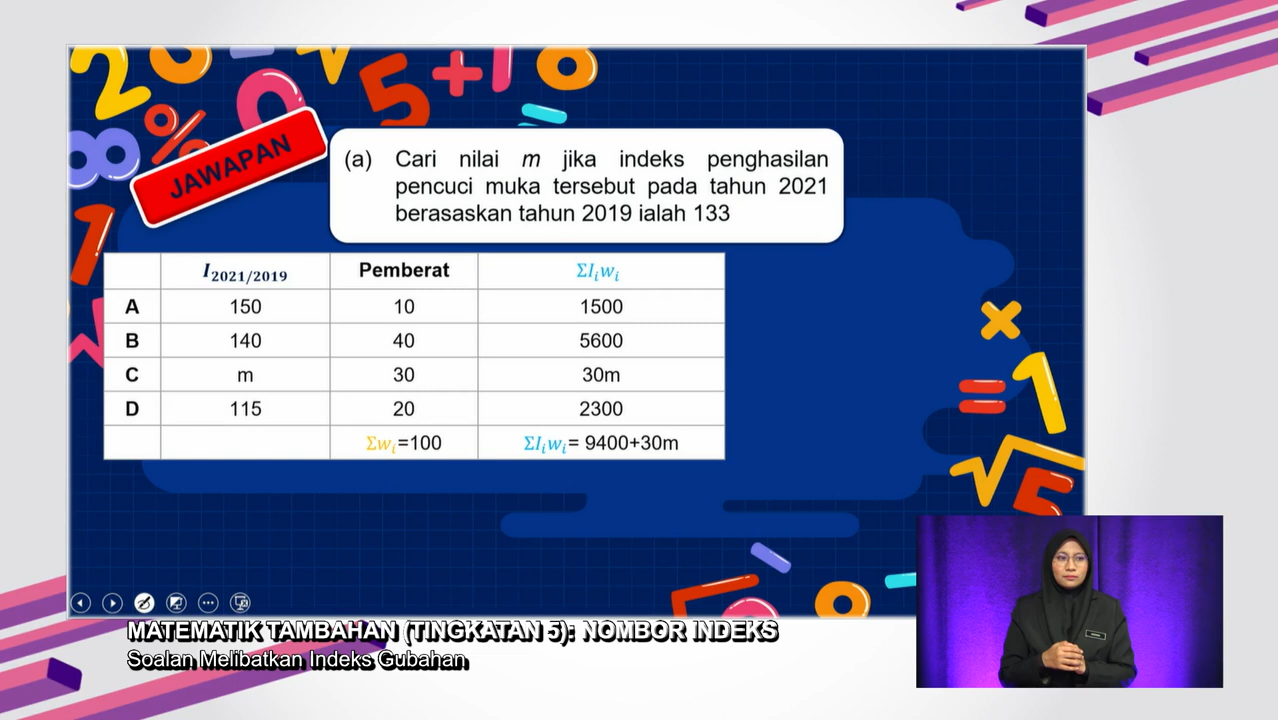 JAWAPAN
(a) Cari nilai m jika indeks penghasilan
pencuci muka tersebut pada tahun 2021
berasaskan tahun 2019 ialah 133
I2021/2019 Pemberat ΣIiwi
A 150 10 1500
B 140 40 5600
C m 30 30m
D 115 20 2300
Σwi=100 ΣIiwi= 9400+30m
MATEMATIK TAMBAHAN (TINGKATAN 5): NOMBOR INDEKS
Soalan Melibatkan Indeks Gubahan